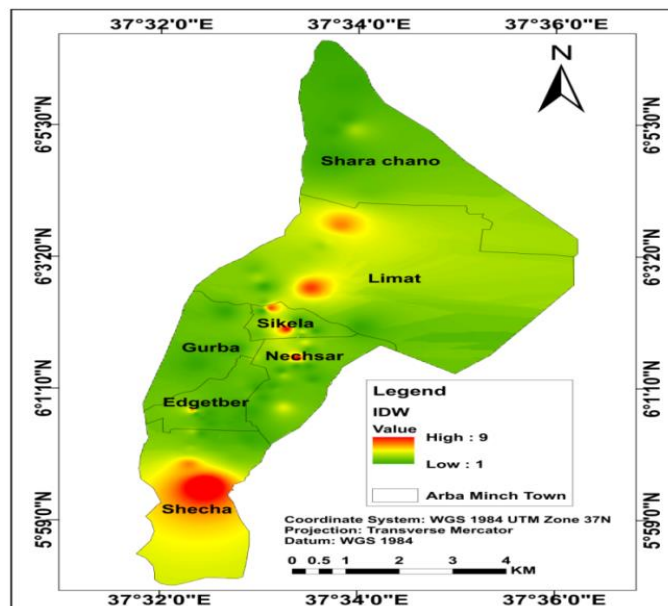 37°32'0"E 37°34'0"E 37°36'0"E
N
6°5'30"N 6°5'30"N
Shara chano
6°3'20"N 6°3'20"N
Limat
Sikela
Gurba
Nechsar
6°1'10"N 6°1'10"N
Edgetber
Legend
IDW
Value
High : 9
Low : 1
Arba Minch Town
Shecha
5°59'0"N 5°59'0"N
Coordinate System: WGS 1984 UTM Zone 37N
Projection: Transverse Mercator
Datum: WGS 1984
0 0.5 1 2 3 4
KM
37°32'0"E 37°34'0"E 37°36'0"E